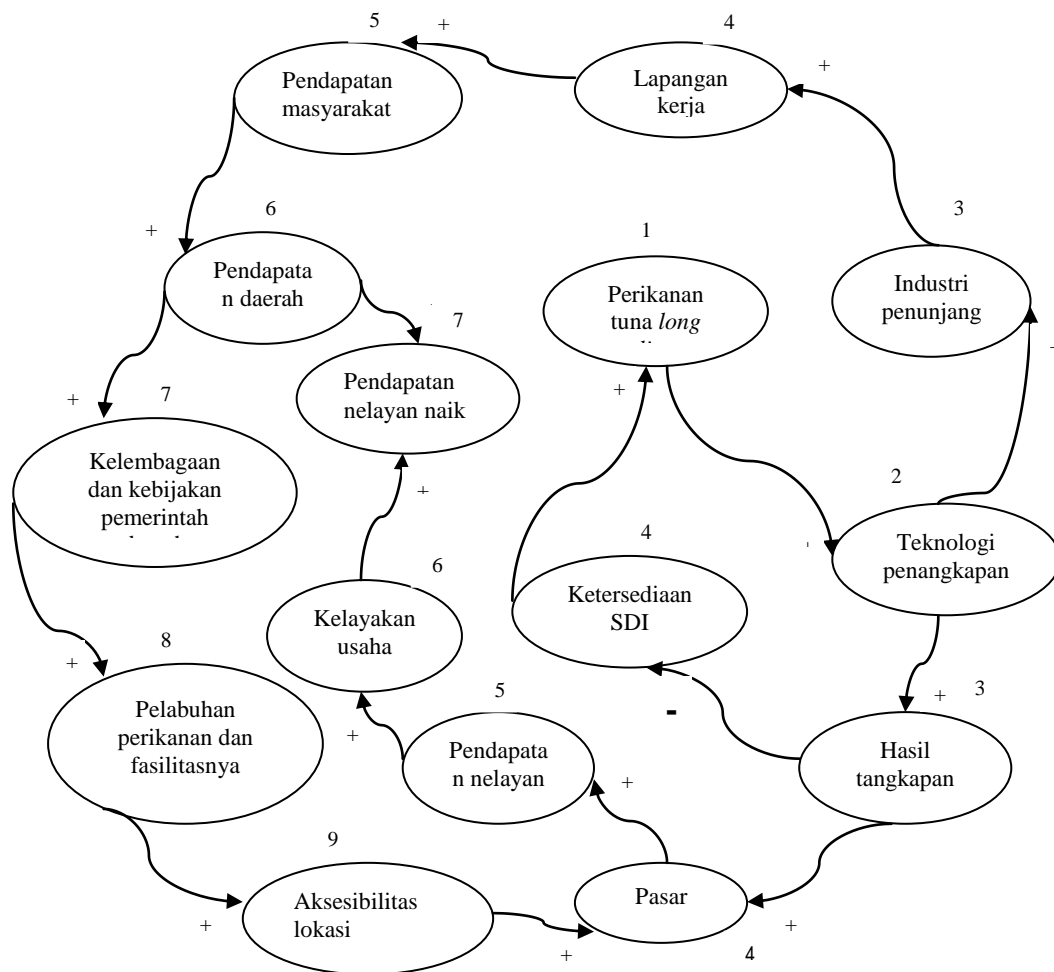 5
+
4
Pendapatan
masyarakat
Lapangan
kerja
+
+
6
1
3
Pendapata
n daerah
Perikanan
tuna long
Industri
penunjang
7
+
Pendapatan
nelayan naik
+
7
+
Kelembagaan
dan kebijakan
pemerintah
+
2
Teknologi
penangkapan
4
Ketersediaan
SDI
6
Kelayakan
usaha
8
+
Pelabuhan
perikanan dan
fasilitasnya
5
-
+
3
Pendapata
n nelayan
+
Hasil
tangkapan
+
9
Aksesibilitas
lokasi
Pasar
+
+
4
+